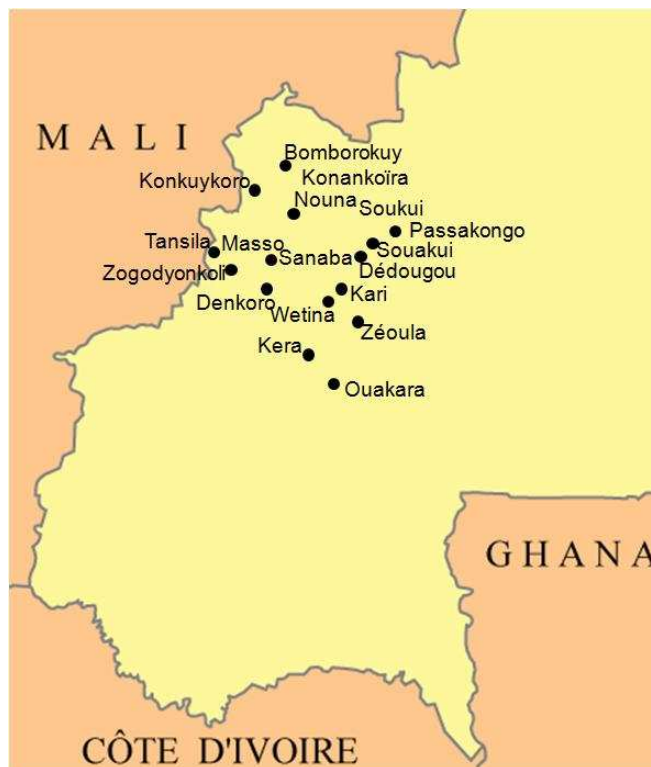 MALI
Bomborokuy
Konankoïra
Konkuykoro
Nouna
Soukui
Passakongo
Tansila
Masso
Souakui
Sanaba
Zogodyonkoli
Dédougou
Denkoro
Kari
Wetina
Zéoula
Kera
Ouakara
GHANA
CÔTE D'IVOIRE